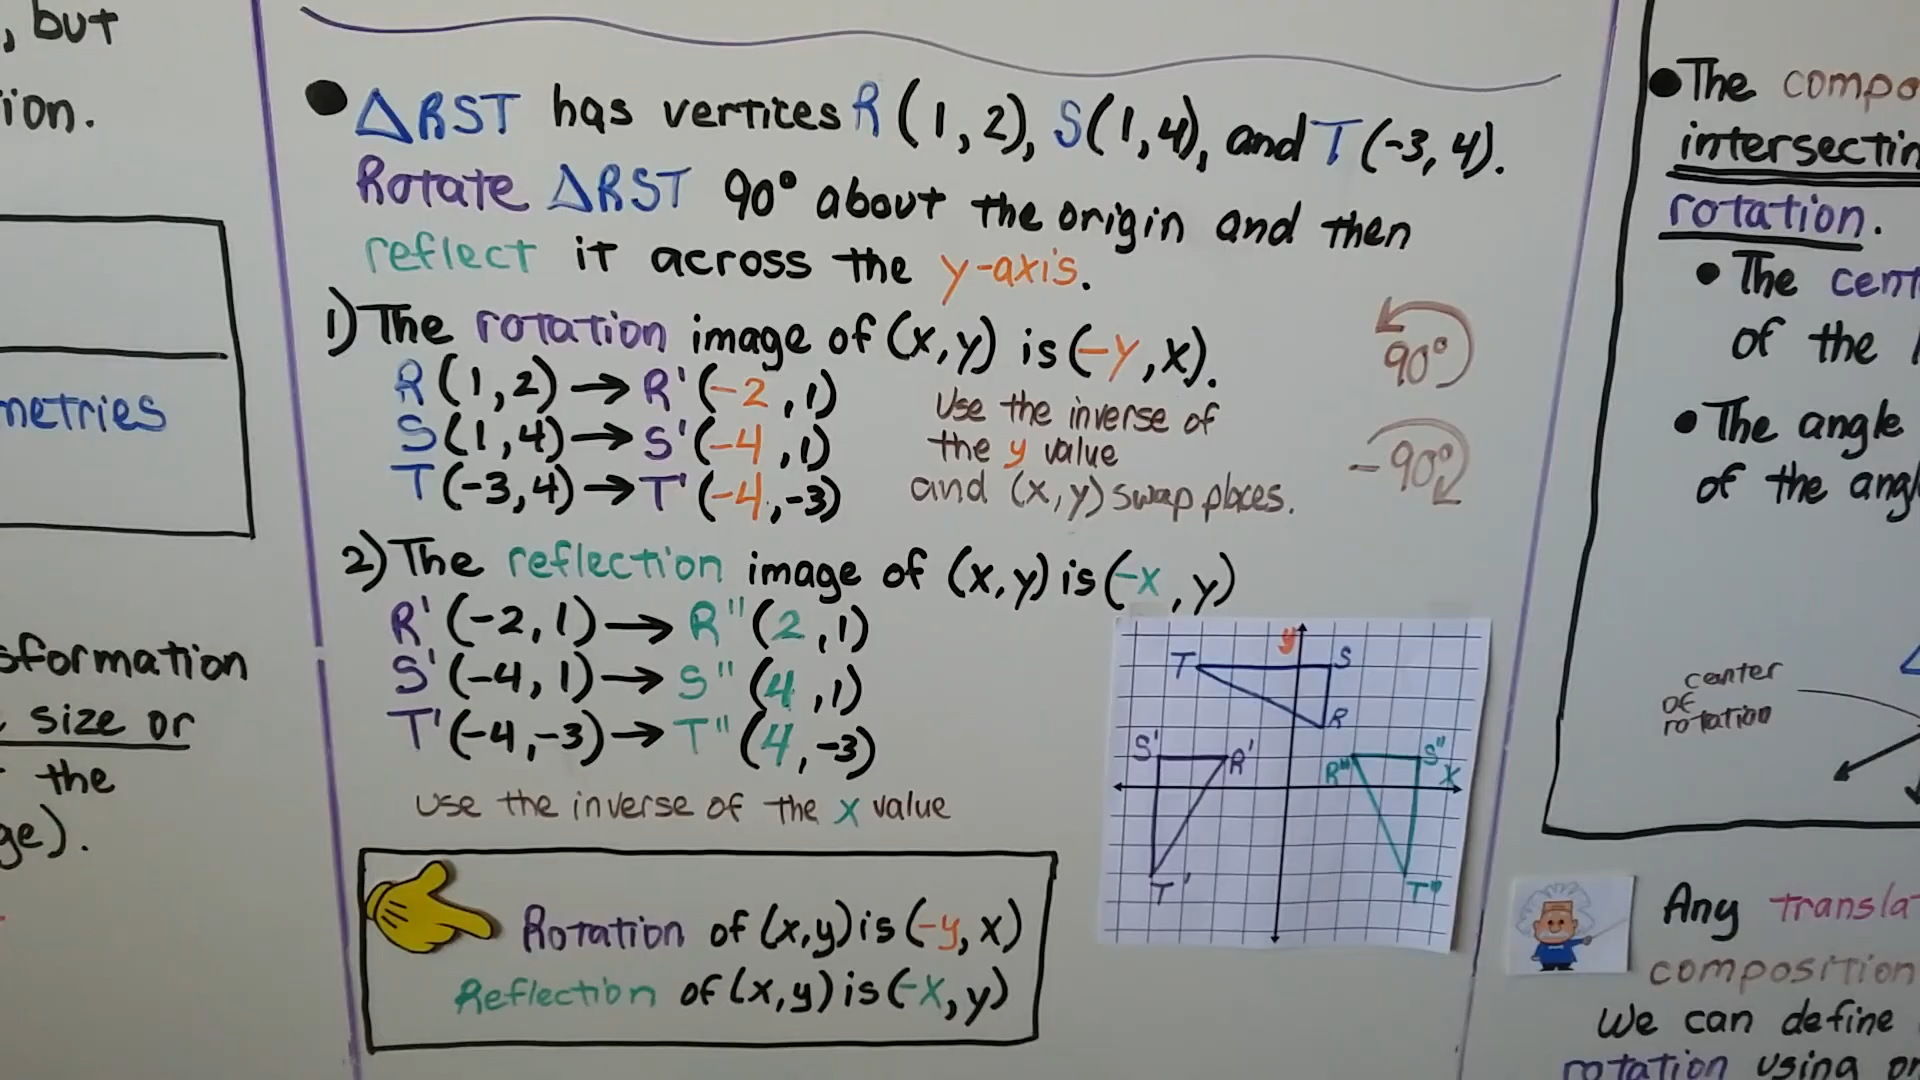 , but
ion.
metries
sformation
size or
the
ge).
• △RST has vertices R(1,2), S(1,4), and T(-3,4).
Rotate △RST 90° about the origin and then
reflect it across the y-axis.
1) The rotation image of (x,y) is (-y,x).
R(1,2)→R'(-2,1)
S(1,4)→S'(-4,1)
T(-3,4)→T'(-4,-3)
Use the inverse of
the y value
and (x,y) swap places.
90°
-90°
2) The reflection image of (x,y) is (-x,y)
R'(-2,1)→R"(2,1)
S'(-4,1)→S"(4,1)
T'(-4,-3)→T"(4,-3)
use the inverse of the x value
Rotation of (x,y) is (-y,x)
Reflection of (x,y) is (-x,y)
y
T
S
R
S'
R'
R"
S"
x
T'
T"
• The compo
intersectin
rotation.
• The cent
of the
• The angle
of the angl
center
of
rotation
Any translat
composition
We can define
rotation using